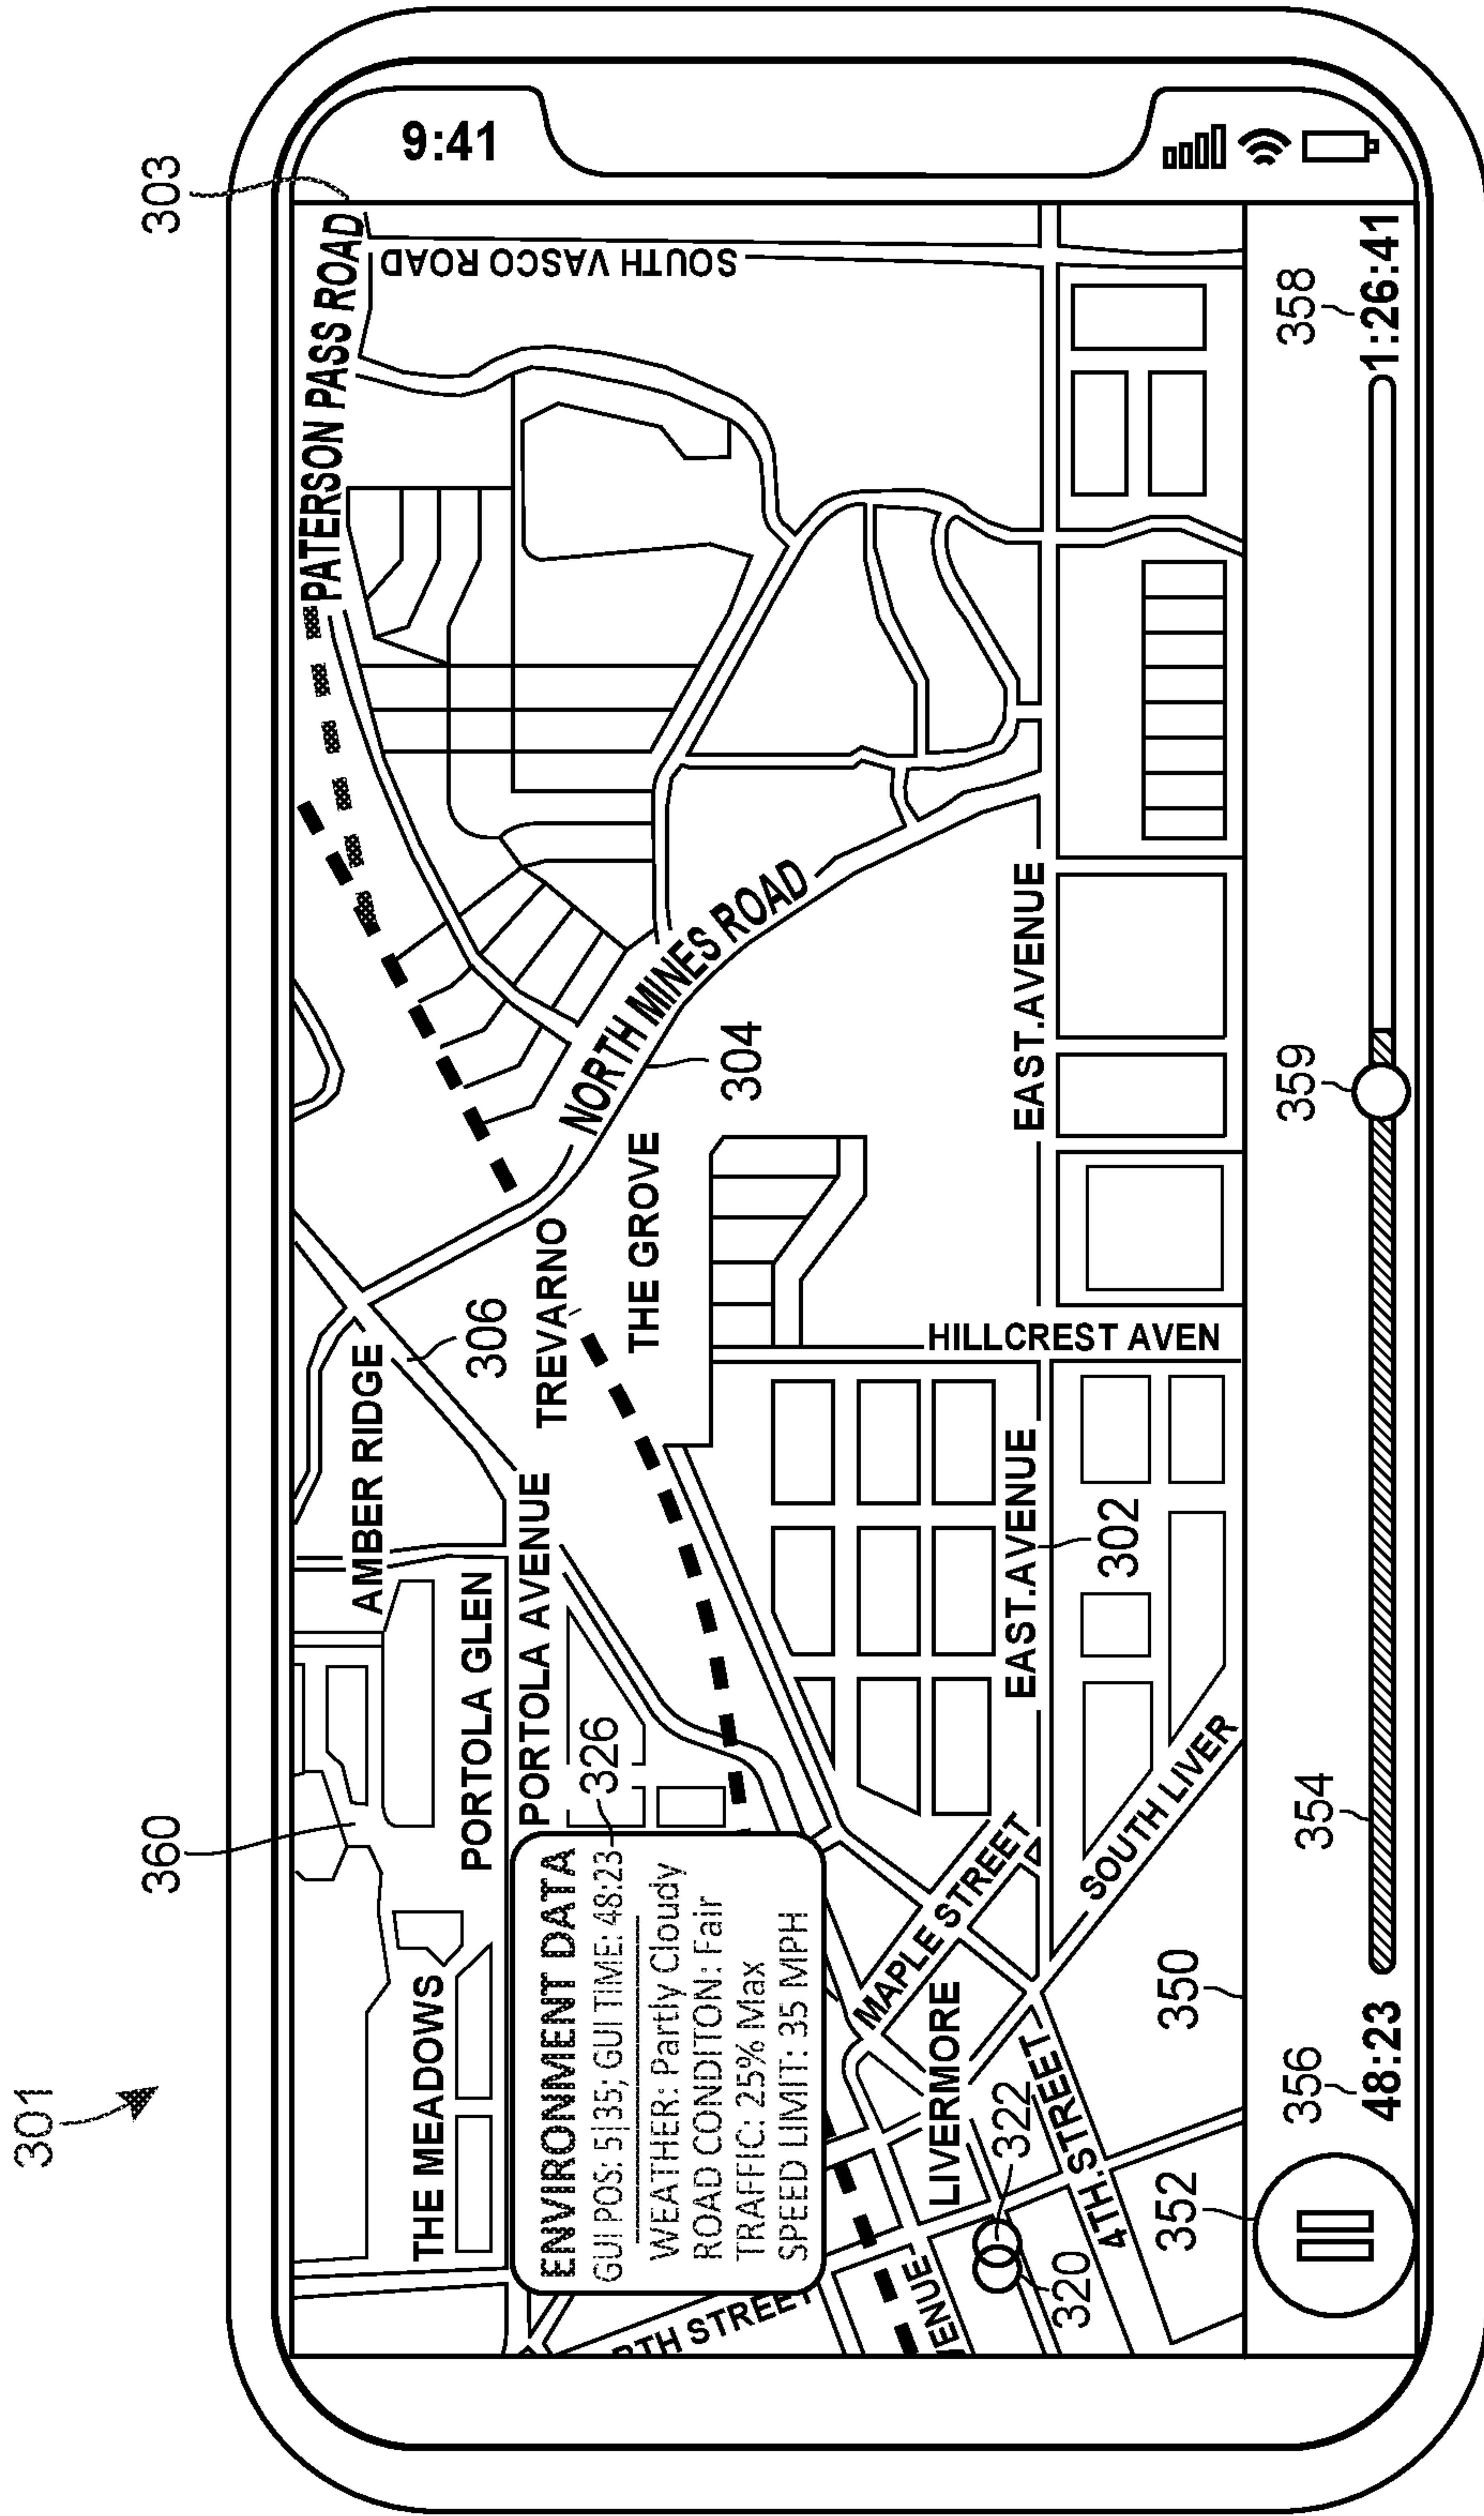 301
360
303
9:41
PATERSON PASS ROAD
SOUTH VASCO ROAD
AMBER RIDGE
THE MEADOWS
PORTOLA GLEN
306
PORTOLA AVENUE
TREVARNO
NORTH MINES ROAD
THE GROVE
304
ENVIRONMENT DATA
326
GUI POS: 5|35; GUI TIME: 48:23
WEATHER: Partly Cloudy
ROAD CONDITON: Fair
TRAFFIC: 25% Max
SPEED LIMIT: 35 MPH
RTH STREET
ENUE
MAPLE STREET
LIVERMORE
HILLCREST AVEN
EAST.AVENUE
EAST.AVENUE
302
322
320
4TH.STREET
SOUTH LIVER
350
352
356
354
359
358
48:23
1:26:41